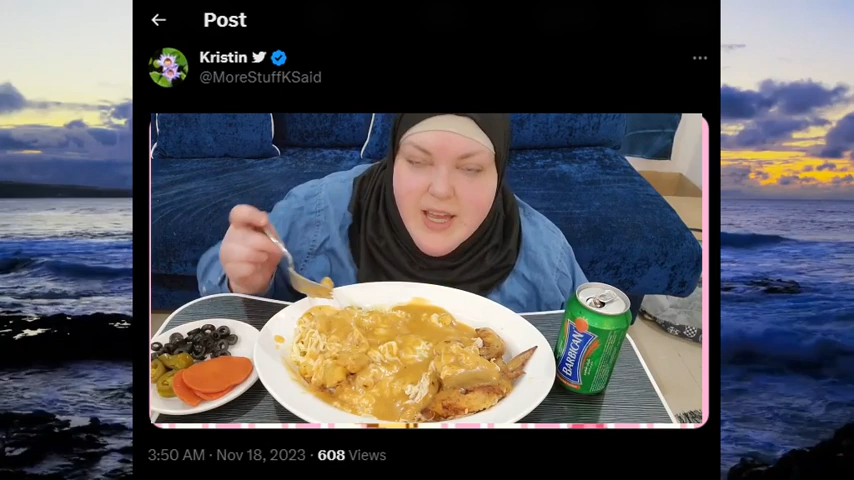 Post
Kristin
@MoreStuffKSaid
BARBICAN
3:50 AM · Nov 18, 2023 · 608 Views